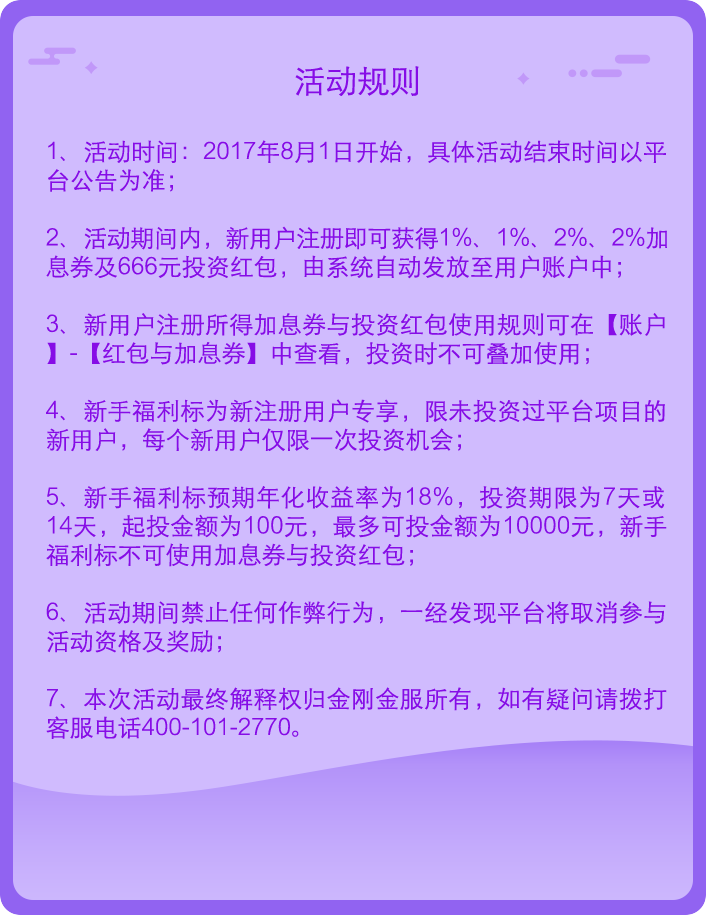 活动规则
1、活动时间：2017年8月1日开始，具体活动结束时间以平
台公告为准；
2、活动期间内，新用户注册即可获得1%、1%、2%、2%加
息券及666元投资红包，由系统自动发放至用户账户中；
3、新用户注册所得加息券与投资红包使用规则可在【账户
】-【红包与加息券】中查看，投资时不可叠加使用；
4、新手福利标为新注册用户专享，限未投资过平台项目的
新用户，每个新用户仅限一次投资机会；
5、新手福利标预期年化收益率为18%，投资期限为7天或
14天，起投金额为100元，最多可投金额为10000元，新手
福利标不可使用加息券与投资红包；
6、活动期间禁止任何作弊行为，一经发现平台将取消参与
活动资格及奖励；
7、本次活动最终解释权归金刚金服所有，如有疑问请拨打
客服电话400-101-2770。